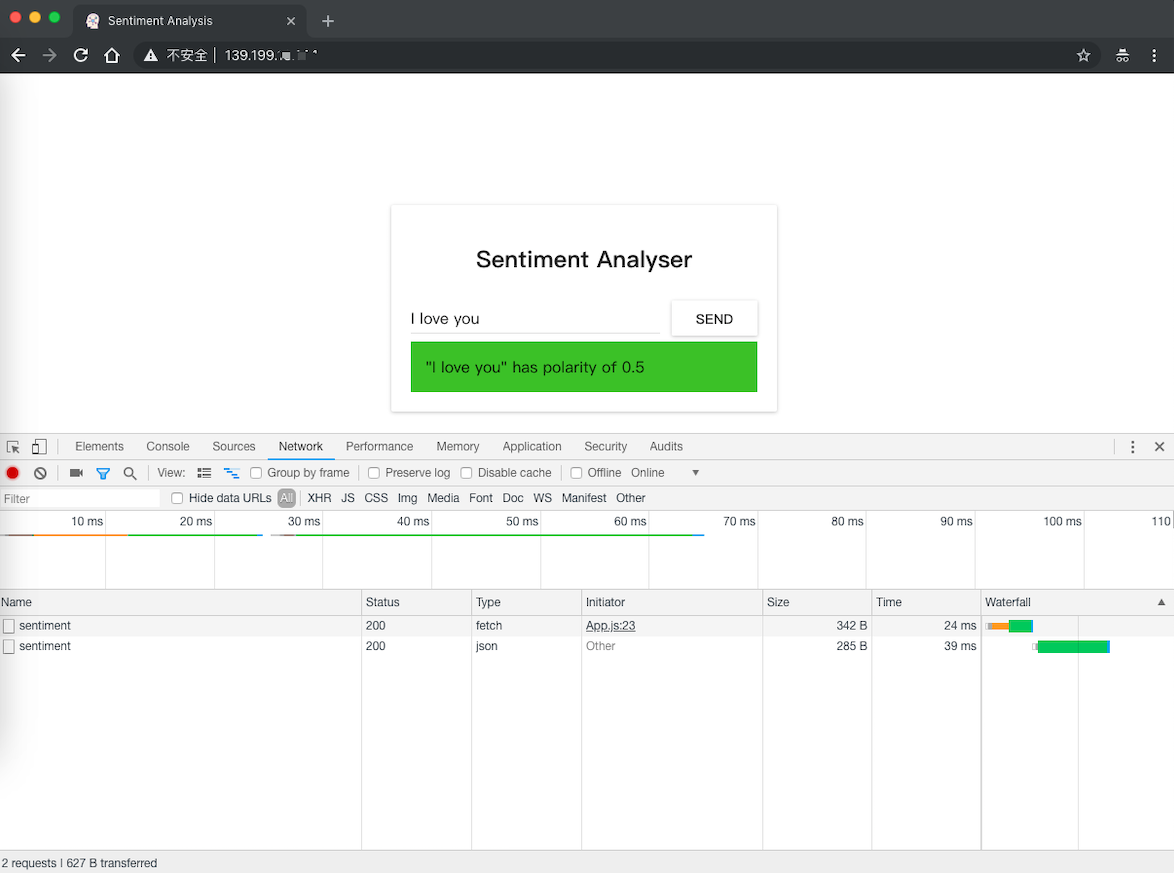 Sentiment Analysis
不安全 139.199.
Sentiment Analyser
I love you SEND
"I love you" has polarity of 0.5
Elements Console Sources Network Performance Memory Application Security Audits
View: Group by frame Preserve log Disable cache Offline Online
Filter Hide data URLs All XHR JS CSS Img Media Font Doc WS Manifest Other
10 ms 20 ms 30 ms 40 ms 50 ms 60 ms 70 ms 80 ms 90 ms 100 ms 110
Name Status Type Initiator Size Time Waterfall
sentiment 200 fetch App.js:23 342 B 24 ms
sentiment 200 json Other 285 B 39 ms
2 requests | 627 B transferred